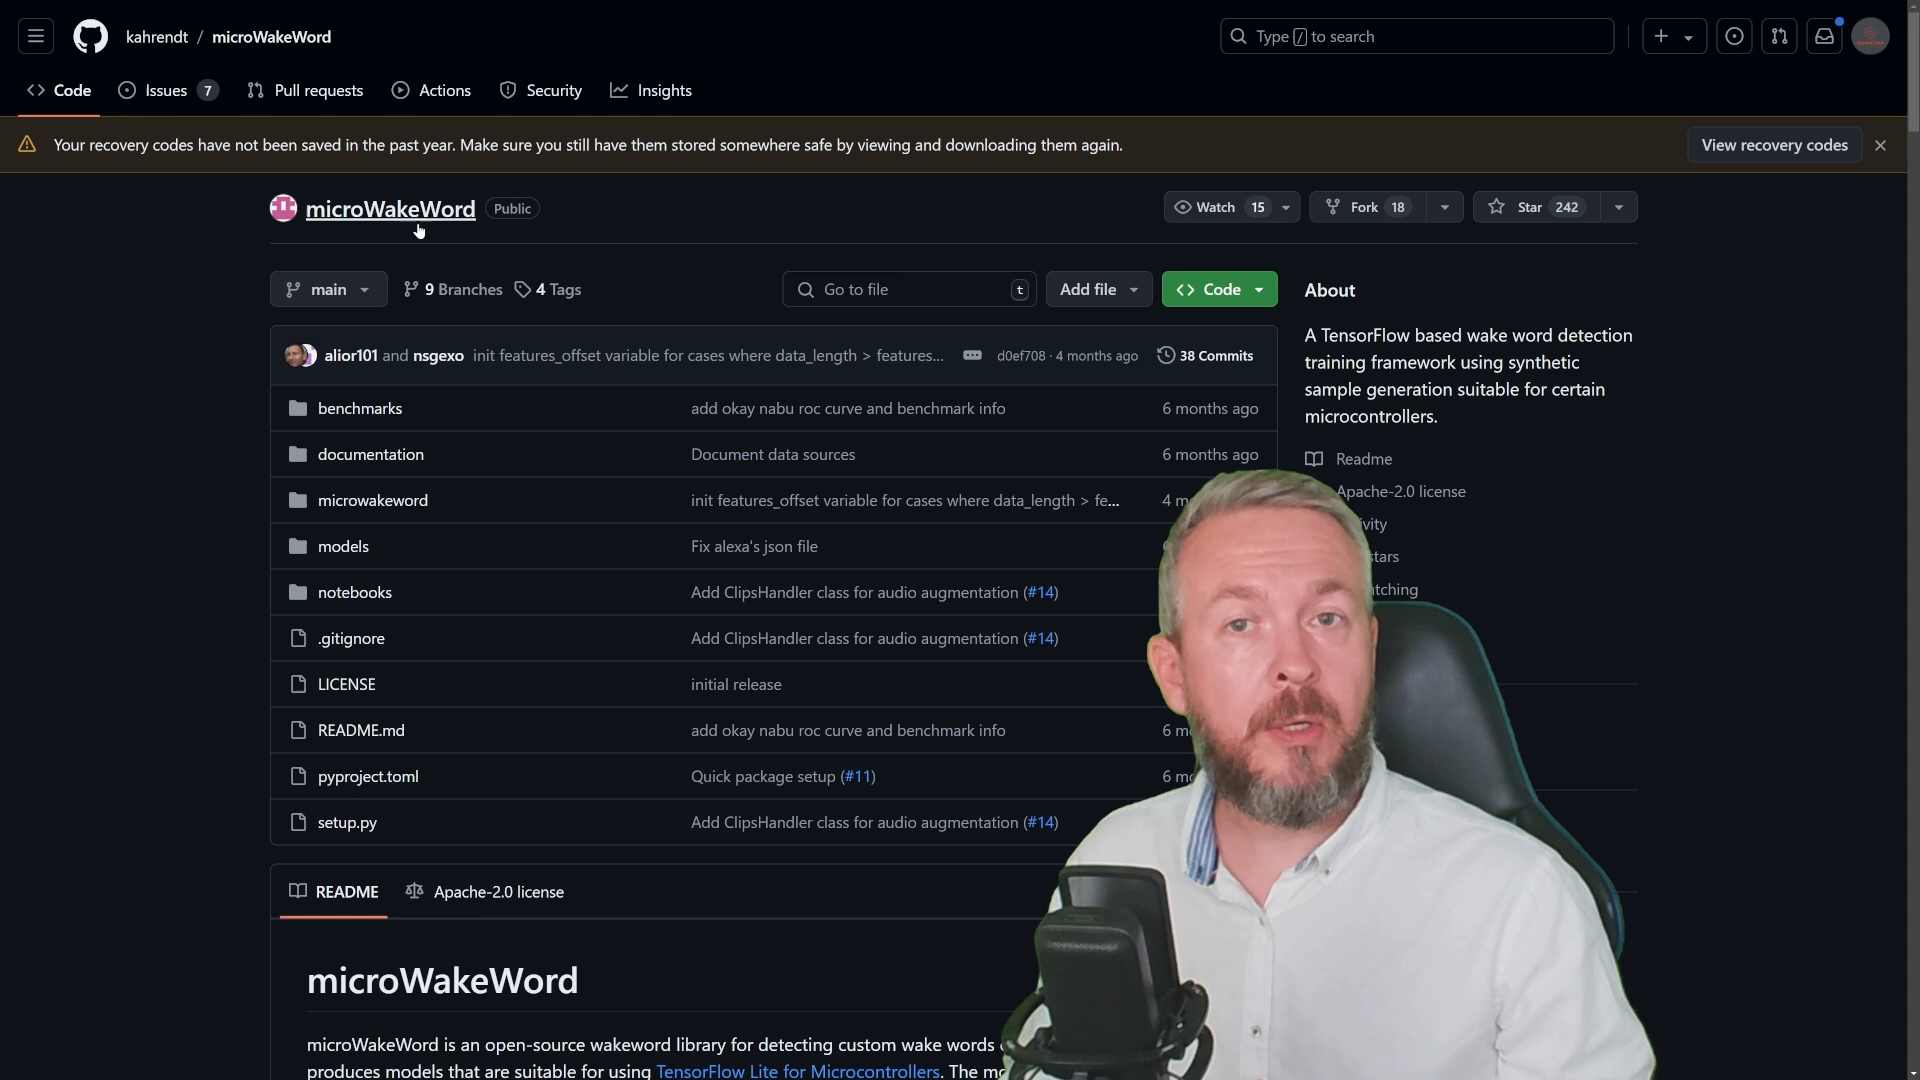 kahrendt / microWakeWord
Type / to search
Code
Issues 7
Pull requests
Actions
Security
Insights
Your recovery codes have not been saved in the past year. Make sure you still have them stored somewhere safe by viewing and downloading them again.
View recovery codes
microWakeWord
Public
Watch 15
Fork 18
Star 242
main
9 Branches
4 Tags
Go to file
t
Add file
Code
About
A TensorFlow based wake word detection
training framework using synthetic
sample generation suitable for certain
microcontrollers.
Readme
Apache-2.0 license
stars
alior101 and nsgexo init features_offset variable for cases where data_length > features...
d0ef708 · 4 months ago
38 Commits
benchmarks
add okay nabu roc curve and benchmark info
6 months ago
documentation
Document data sources
6 months ago
microwakeword
init features_offset variable for cases where data_length > fe...
4
models
Fix alexa's json file
notebooks
Add ClipsHandler class for audio augmentation (#14)
.gitignore
Add ClipsHandler class for audio augmentation (#14)
LICENSE
initial release
README.md
add okay nabu roc curve and benchmark info
6
pyproject.toml
Quick package setup (#11)
6
setup.py
Add ClipsHandler class for audio augmentation (#14)
README
Apache-2.0 license
microWakeWord
microWakeWord is an open-source wakeword library for detecting custom wake words
produces models that are suitable for using TensorFlow Lite for Microcontrollers. The